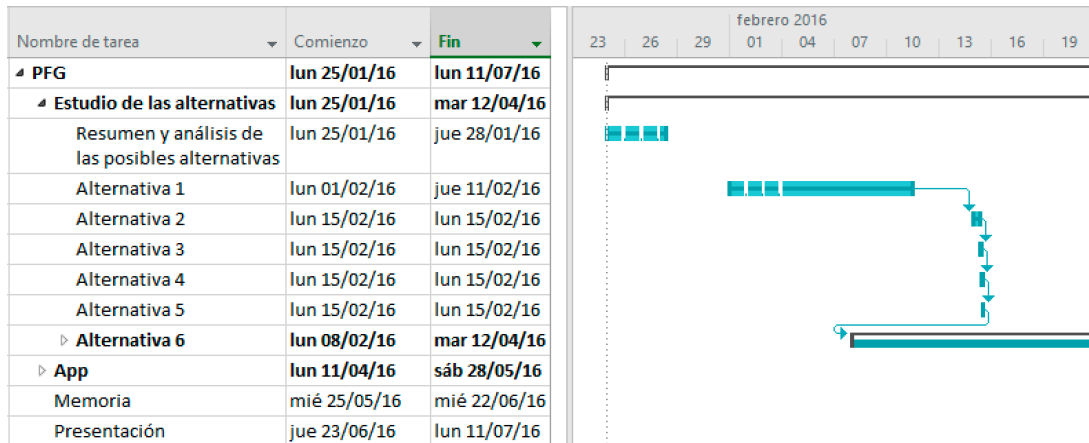 febrero 2016
Nombre de tarea Comienzo Fin 23 26 29 01 04 07 10 13 16 19
PFG lun 25/01/16 lun 11/07/16
Estudio de las alternativas lun 25/01/16 mar 12/04/16
Resumen y análisis de lun 25/01/16 jue 28/01/16
las posibles alternativas
Alternativa 1 lun 01/02/16 jue 11/02/16
Alternativa 2 lun 15/02/16 lun 15/02/16
Alternativa 3 lun 15/02/16 lun 15/02/16
Alternativa 4 lun 15/02/16 lun 15/02/16
Alternativa 5 lun 15/02/16 lun 15/02/16
Alternativa 6 lun 08/02/16 mar 12/04/16
App lun 11/04/16 sáb 28/05/16
Memoria mié 25/05/16 mié 22/06/16
Presentación jue 23/06/16 lun 11/07/16